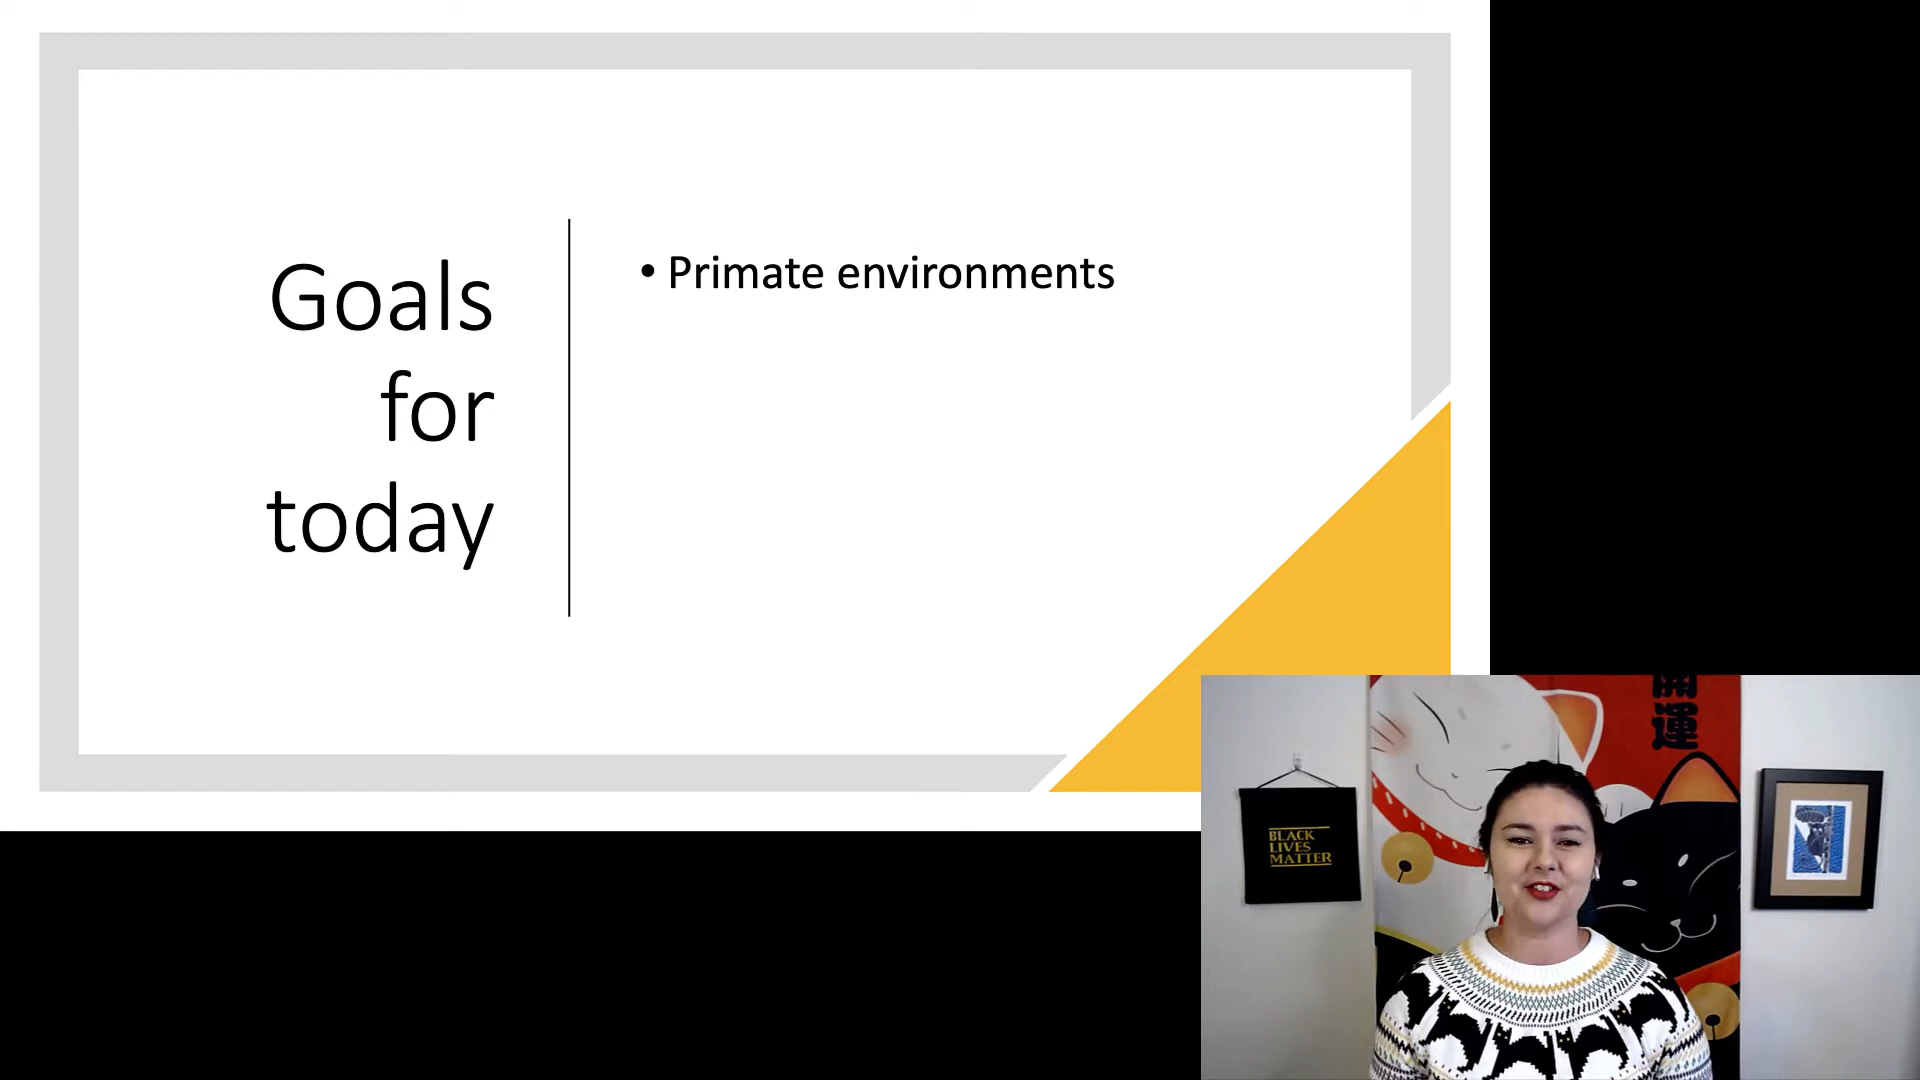 Goals
for
today
• Primate environments
開
運
BLACK
LIVES
MATTER